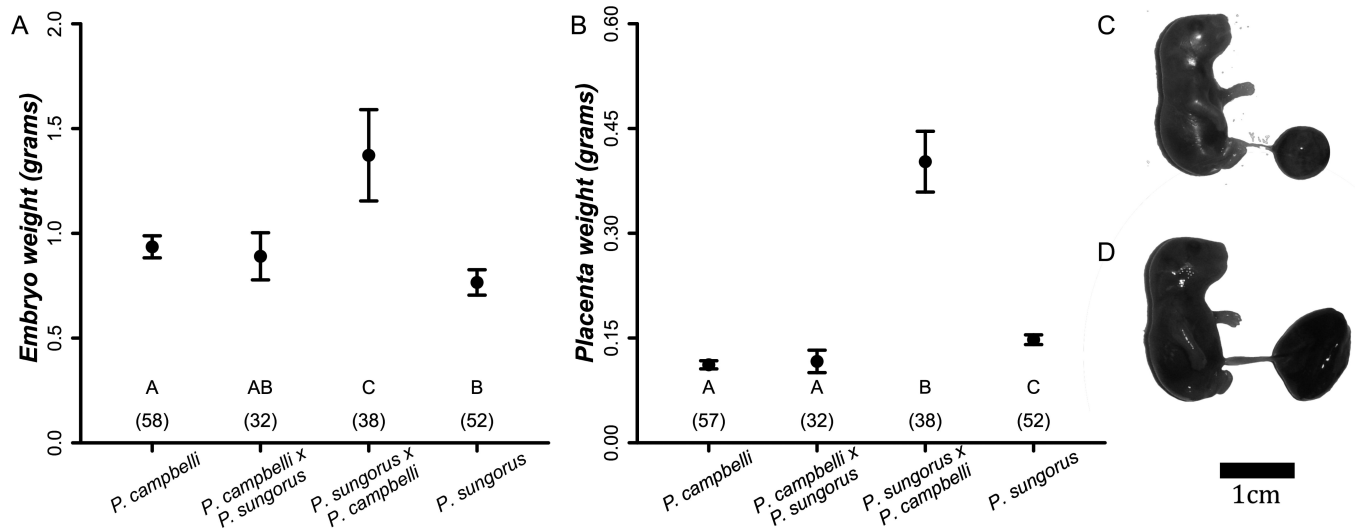 A
Embryo weight (grams)
2.0
1.5
1.0
0.5
0.0
A
AB
C
B
(58)
(32)
(38)
(52)
P. campbelli
P. campbelli x
P. sungorus
P. sungorus x
P. campbelli
P. sungorus
B
Placenta weight (grams)
0.60
0.45
0.30
0.15
0.00
A
A
B
C
(57)
(32)
(38)
(52)
P. campbelli
P. campbelli x
P. sungorus
P. sungorus x
P. campbelli
P. sungorus
C
D
1cm